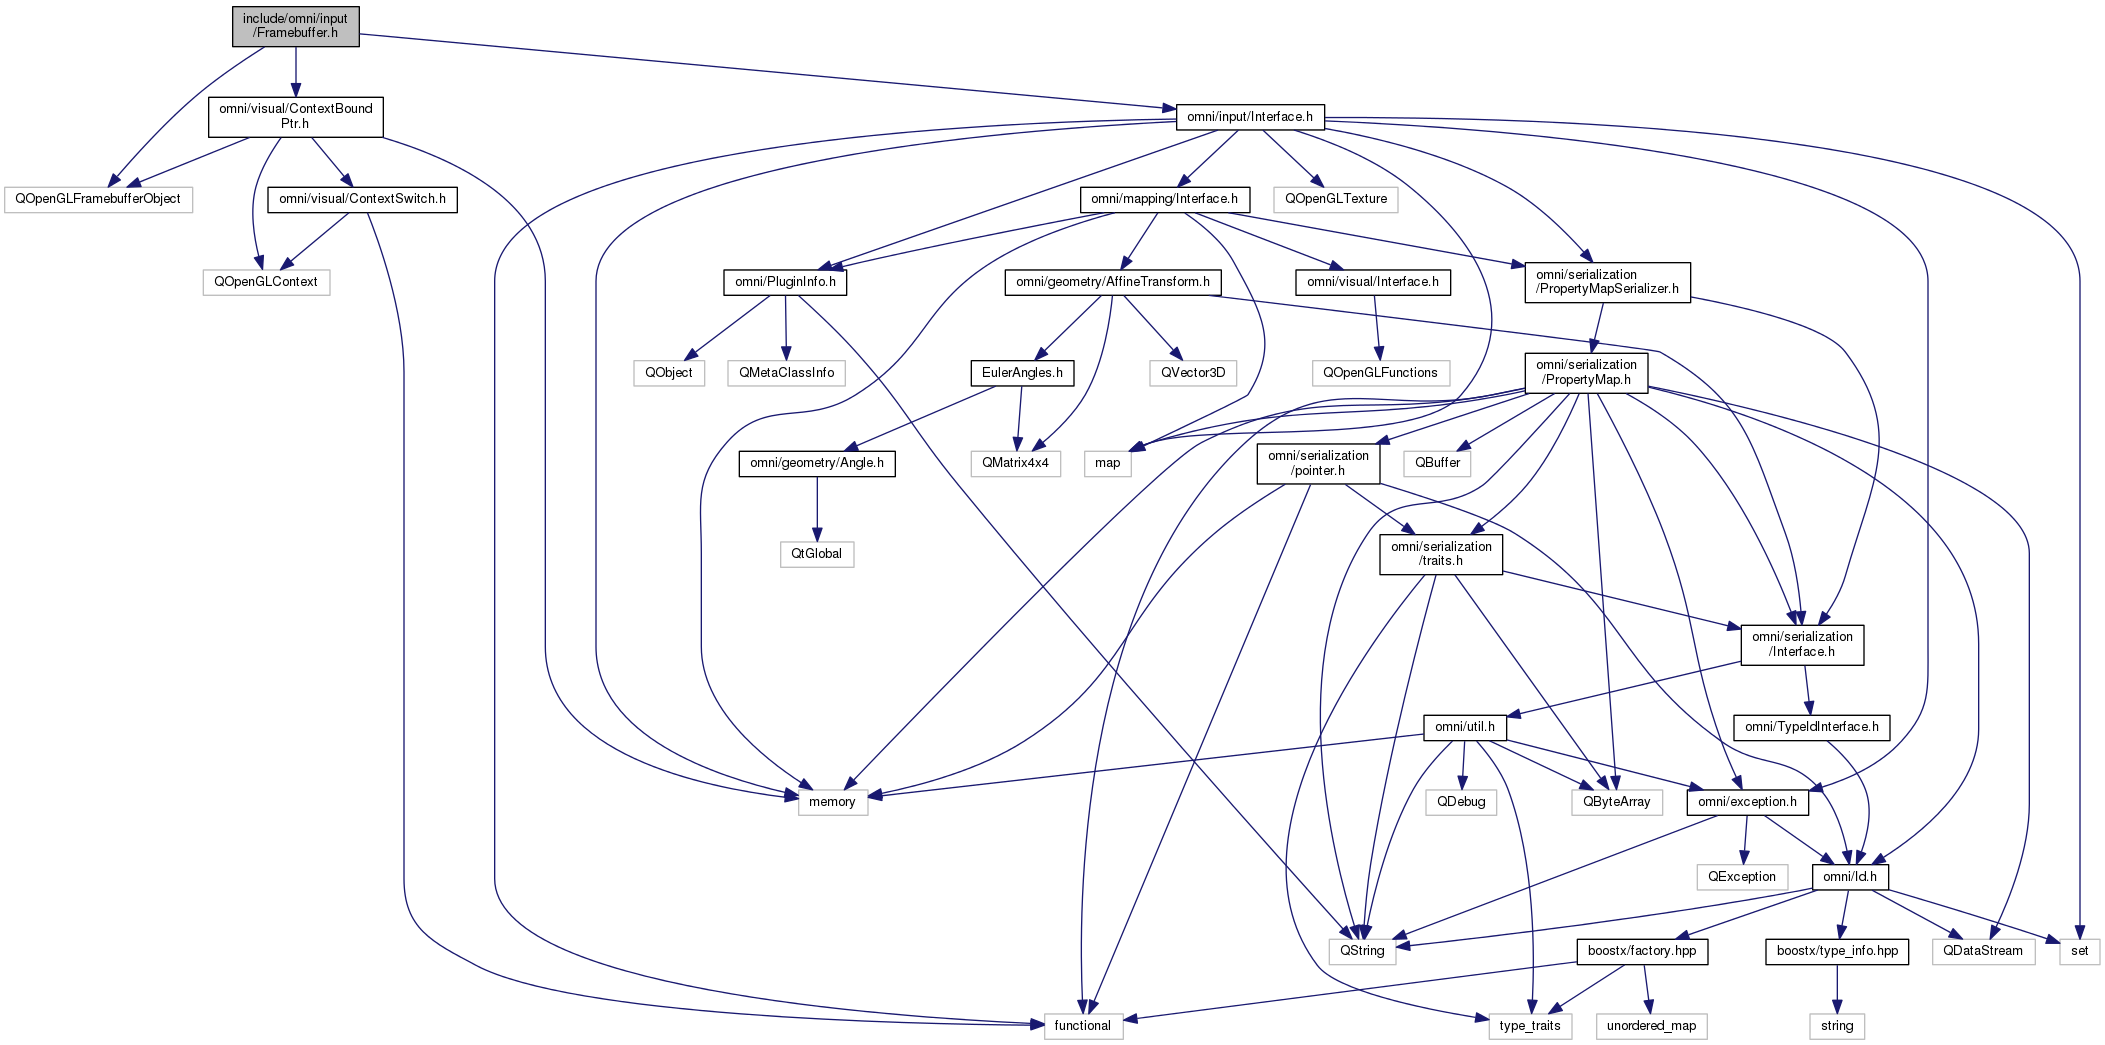 include/omni/input
/Framebuffer.h
omni/visual/ContextBound
Ptr.h
omni/input/Interface.h
QOpenGLFramebufferObject
omni/visual/ContextSwitch.h
omni/mapping/Interface.h
QOpenGLTexture
QOpenGLContext
omni/PluginInfo.h
omni/geometry/AffineTransform.h
omni/visual/Interface.h
omni/serialization
/PropertyMapSerializer.h
QObject
QMetaClassInfo
EulerAngles.h
QVector3D
QOpenGLFunctions
omni/serialization
/PropertyMap.h
omni/geometry/Angle.h
QMatrix4x4
map
omni/serialization
/pointer.h
QBuffer
QtGlobal
omni/serialization
/traits.h
omni/serialization
/Interface.h
omni/util.h
omni/TypeIdInterface.h
memory
QDebug
QByteArray
omni/exception.h
QException
omni/Id.h
QString
boostx/factory.hpp
boostx/type_info.hpp
QDataStream
set
functional
type_traits
unordered_map
string